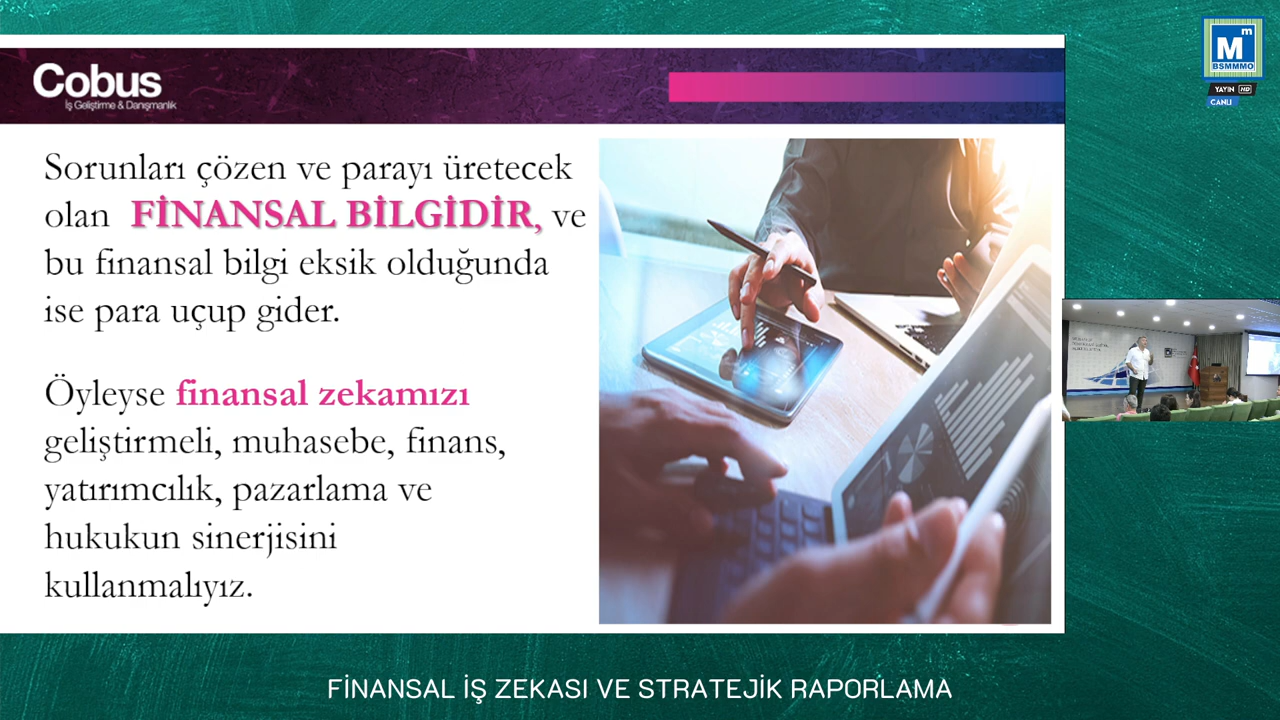 Cobus
İş Geliştirme & Danışmanlık
M m
BSMMMO
YAYIN HD
CANLI
Sorunları çözen ve parayı üretecek
olan FİNANSAL BİLGİDİR, ve
bu finansal bilgi eksik olduğunda
ise para uçup gider.
Öyleyse finansal zekamızı
geliştirmeli, muhasebe, finans,
yatırımcılık, pazarlama ve
hukukun sinerjisini
kullanmalıyız.
FİNANSAL İŞ ZEKASI VE STRATEJİK RAPORLAMA